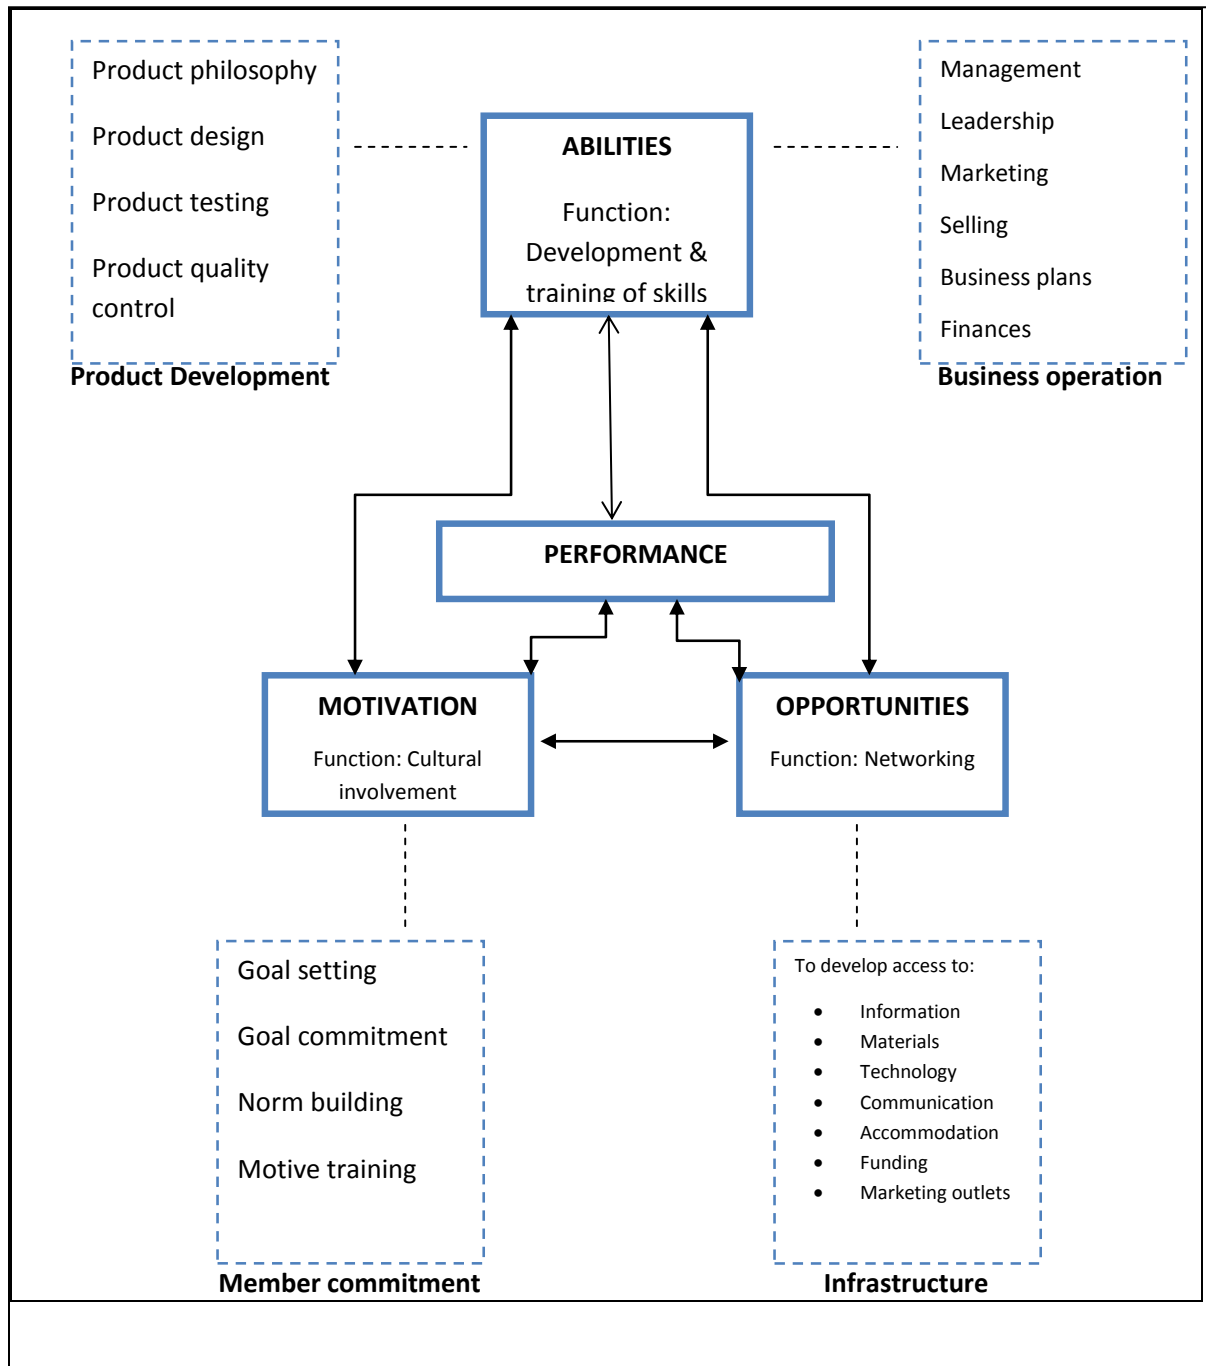 Product philosophy
Product design
Product testing
Product quality
control
Product Development
ABILITIES
Function:
Development &
training of skills
Management
Leadership
Marketing
Selling
Business plans
Finances
Business operation
PERFORMANCE
MOTIVATION
Function: Cultural
involvement
OPPORTUNITIES
Function: Networking
Goal setting
Goal commitment
Norm building
Motive training
Member commitment
To develop access to:
• Information
• Materials
• Technology
• Communication
• Accommodation
• Funding
• Marketing outlets
Infrastructure